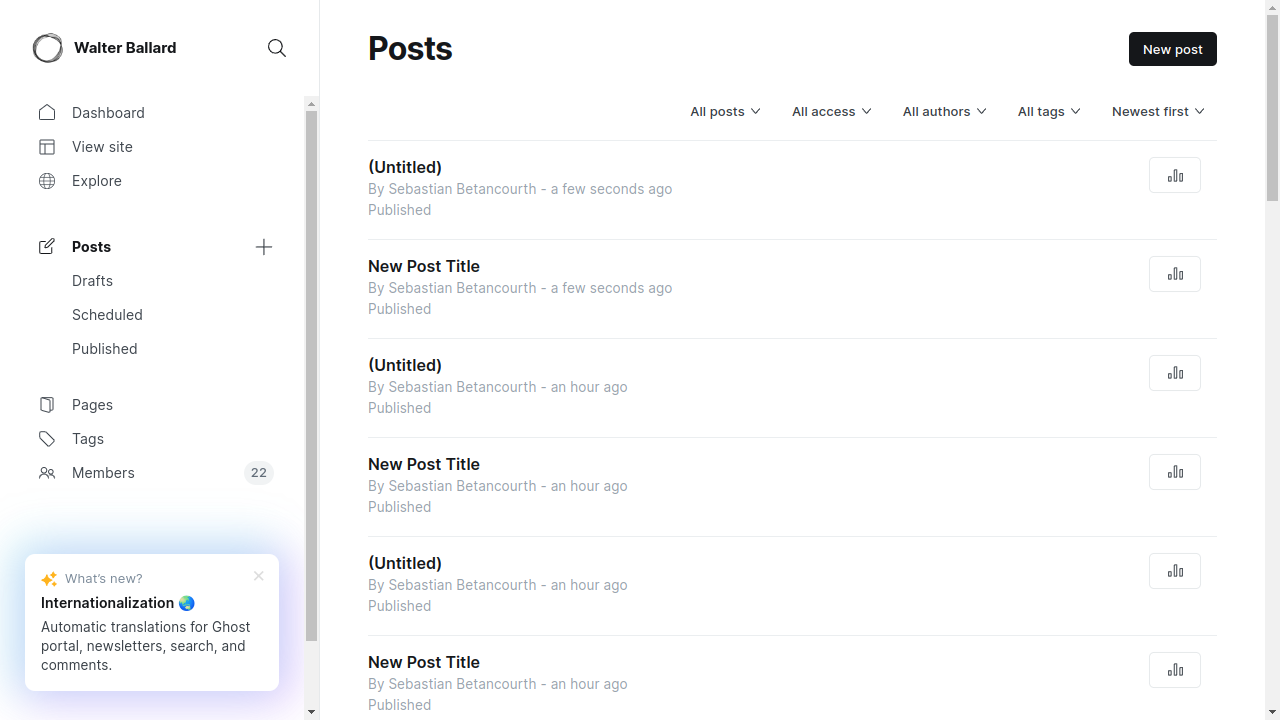 Walter Ballard
Dashboard
View site
Explore
Posts
Drafts
Scheduled
Published
Pages
Tags
Members 22
What's new?
Internationalization 🌏
Automatic translations for Ghost
portal, newsletters, search, and
comments.
Posts
New post
All posts All access All authors All tags Newest first
(Untitled)
By Sebastian Betancourth - a few seconds ago
Published
New Post Title
By Sebastian Betancourth - a few seconds ago
Published
(Untitled)
By Sebastian Betancourth - an hour ago
Published
New Post Title
By Sebastian Betancourth - an hour ago
Published
(Untitled)
By Sebastian Betancourth - an hour ago
Published
New Post Title
By Sebastian Betancourth - an hour ago
Published